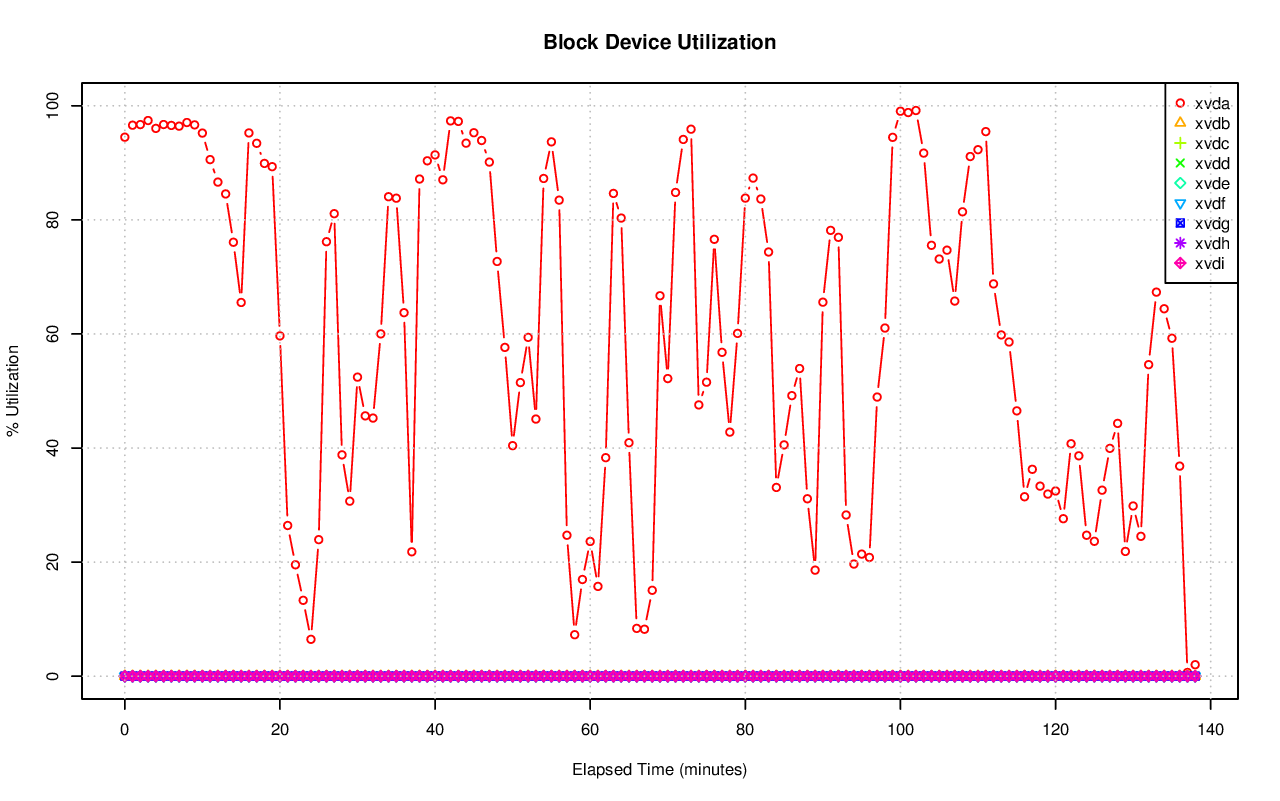 Block Device Utilization
% Utilization
100
80
60
40
20
0
xvda
xvdb
xvdc
xvdd
xvde
xvdf
xvdg
xvdh
xvdi
0 20 40 60 80 100 120 140
Elapsed Time (minutes)